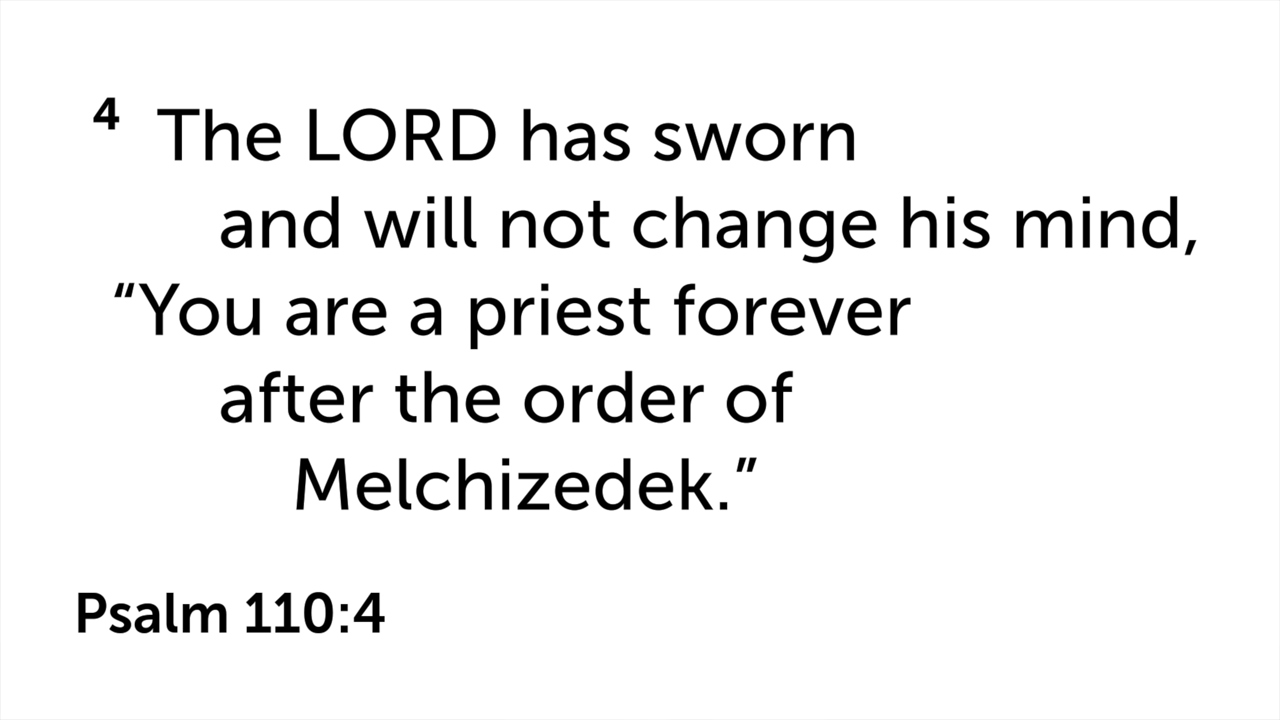 4 The LORD has sworn
and will not change his mind,
“You are a priest forever
after the order of
Melchizedek.”
Psalm 110:4